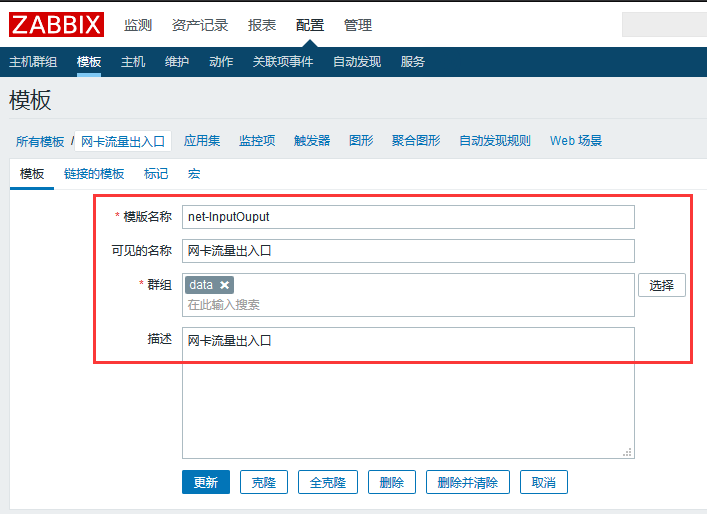 ZABBIX 监测 资产记录 报表 配置 管理
主机群组 模板 主机 维护 动作 关联项事件 自动发现 服务
模板
所有模板 / 网卡流量出入口 应用集 监控项 触发器 图形 聚合图形 自动发现规则 Web 场景
模板 链接的模板 标记 宏
* 模版名称 net-InputOuput
可见的名称 网卡流量出入口
* 群组 data ✖ 选择
在此输入搜索
描述 网卡流量出入口
更新 克隆 全克隆 删除 删除并清除 取消